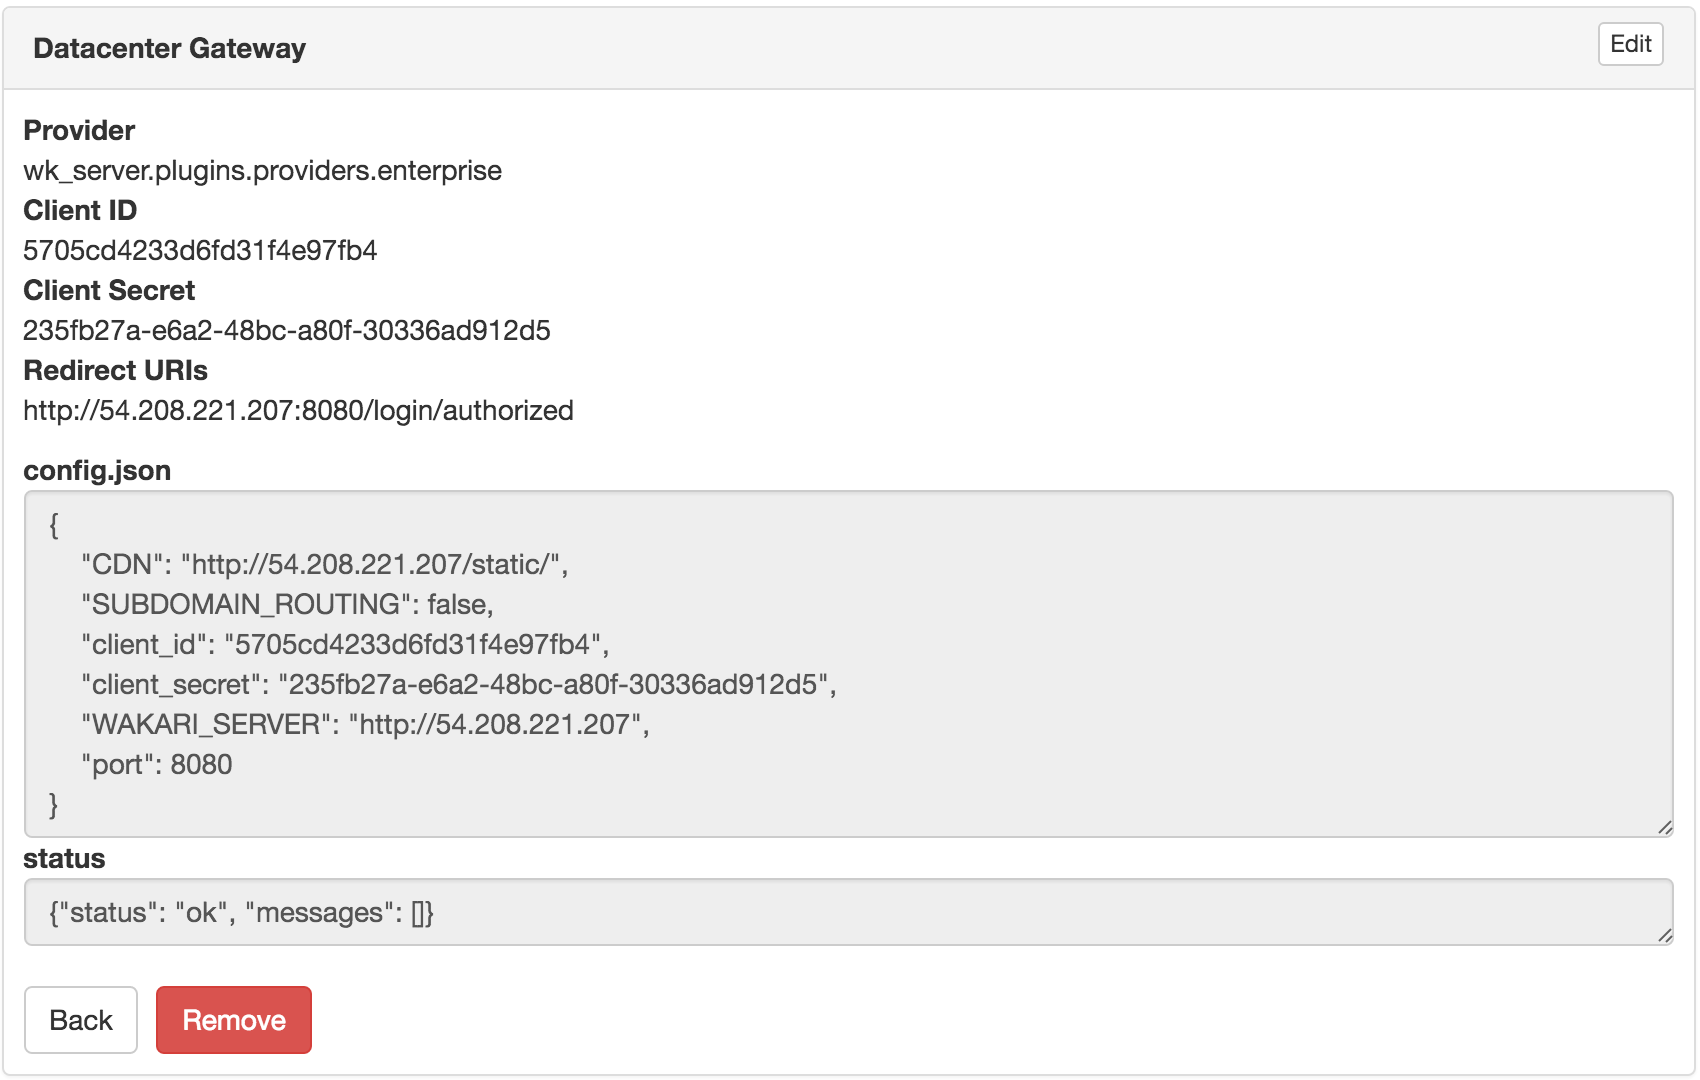 Datacenter Gateway
Edit
Provider
wk_server.plugins.providers.enterprise
Client ID
5705cd4233d6fd31f4e97fb4
Client Secret
235fb27a-e6a2-48bc-a80f-30336ad912d5
Redirect URIs
http://54.208.221.207:8080/login/authorized
config.json
{
"CDN": "http://54.208.221.207/static/",
"SUBDOMAIN_ROUTING": false,
"client_id": "5705cd4233d6fd31f4e97fb4",
"client_secret": "235fb27a-e6a2-48bc-a80f-30336ad912d5",
"WAKARI_SERVER": "http://54.208.221.207",
"port": 8080
}
status
{"status": "ok", "messages": []}
Back
Remove